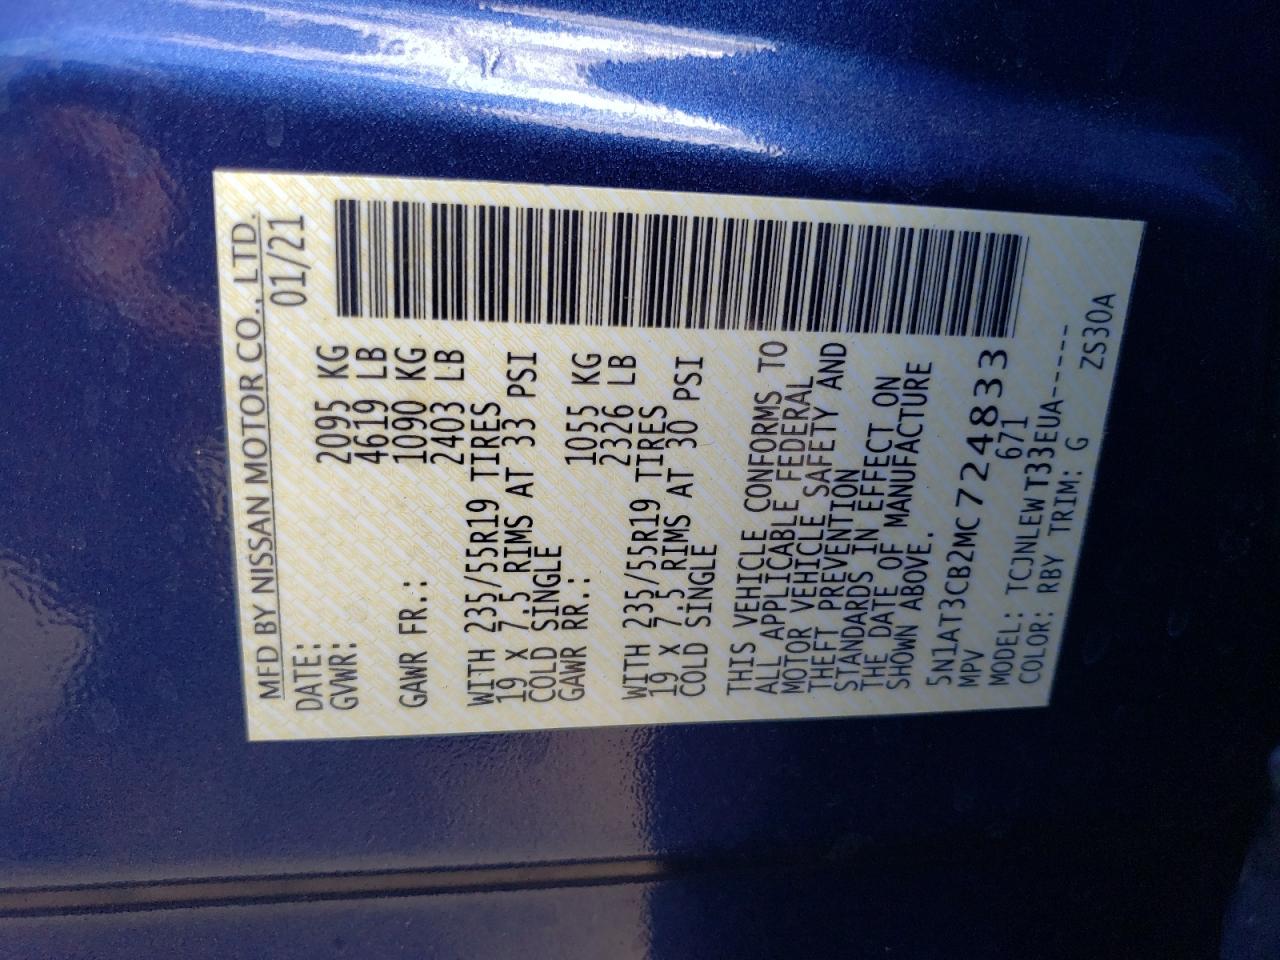 MFD BY NISSAN MOTOR CO., LTD.
DATE: 01/21
GVWR: 2095 KG
4619 LB
GAWR FR.: 1090 KG
2403 LB
WITH 235/55R19 TIRES
19 X 7.5 RIMS AT 33 PSI
COLD SINGLE
GAWR RR.: 1055 KG
2326 LB
WITH 235/55R19 TIRES
19 X 7.5 RIMS AT 30 PSI
COLD SINGLE
THIS VEHICLE CONFORMS TO
ALL APPLICABLE FEDERAL
MOTOR VEHICLE SAFETY AND
THEFT PREVENTION
STANDARDS IN EFFECT ON
THE DATE OF MANUFACTURE
SHOWN ABOVE.
5N1AT3CB2MC724833
MPV 671
MODEL: TCJNLEWT33EUA-----
COLOR: RBY TRIM: G ZS30A